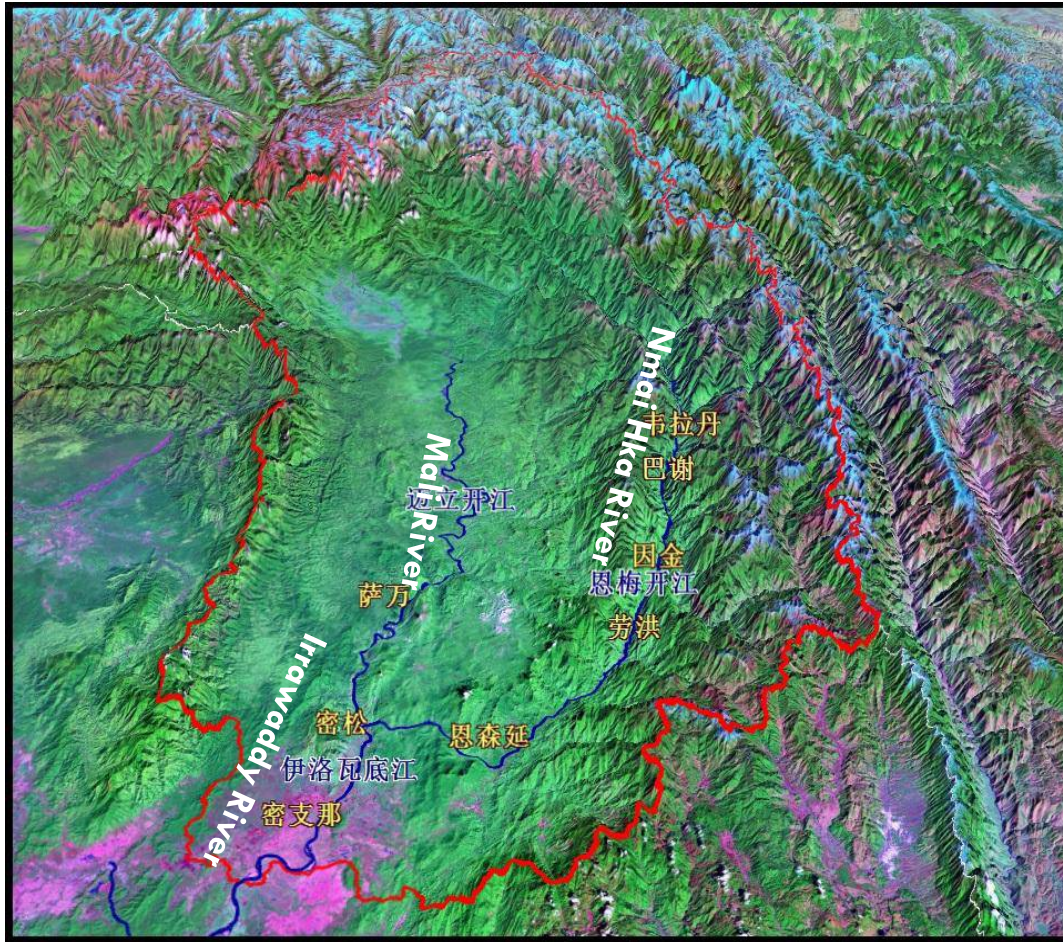 Nmai Hka River
韦拉丹
巴谢
Mali River
迈立开江
因金
恩梅开江
萨万
劳洪
Irrawaddy River
密松
恩森延
伊洛瓦底江
密支那